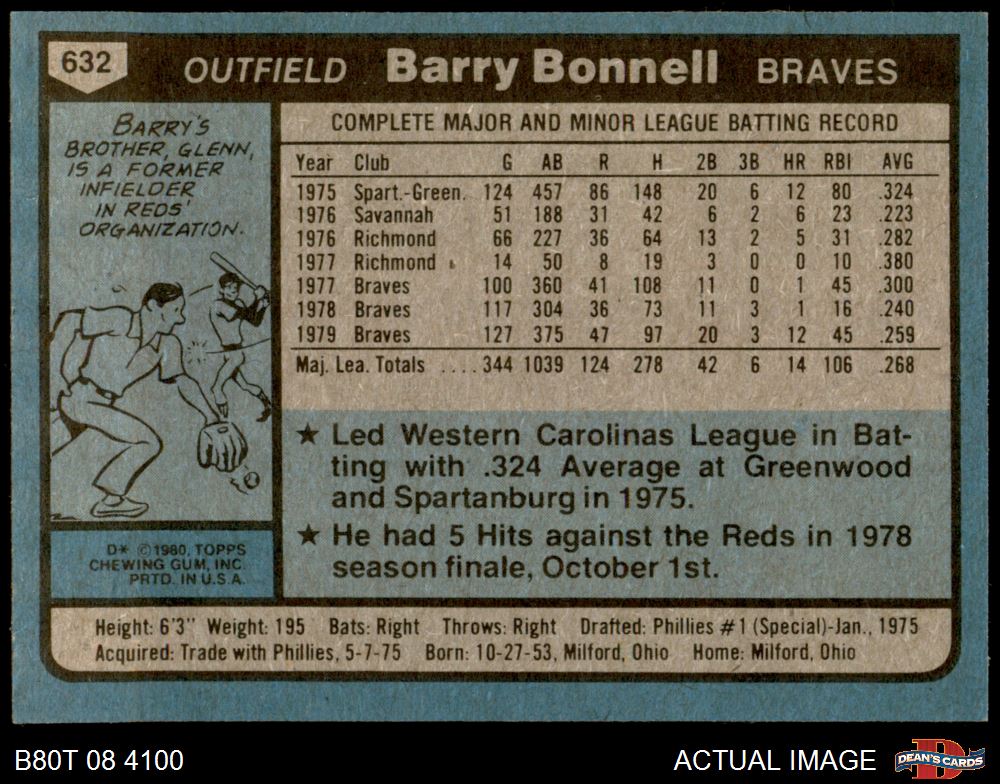 632 OUTFIELD Barry Bonnell BRAVES
BARRY'S
BROTHER, GLENN,
IS A FORMER
INFIELDER
IN REDS'
ORGANIZATION.
COMPLETE MAJOR AND MINOR LEAGUE BATTING RECORD
Year Club G AB R H 2B 3B HR RBI AVG
1975 Spart.-Green. 124 457 86 148 20 6 12 80 .324
1976 Savannah 51 188 31 42 6 2 6 23 .223
1976 Richmond 66 227 36 64 13 2 5 31 .282
1977 Richmond 14 50 8 19 3 0 0 10 .380
1977 Braves 100 360 41 108 11 0 1 45 .300
1978 Braves 117 304 36 73 11 3 1 16 .240
1979 Braves 127 375 47 97 20 3 12 45 .259
Maj. Lea. Totals .... 344 1039 124 278 42 6 14 106 .268
★ Led Western Carolinas League in Bat-
ting with .324 Average at Greenwood
and Spartanburg in 1975.
★ He had 5 Hits against the Reds in 1978
season finale, October 1st.
D* ©1980, TOPPS
CHEWING GUM, INC.
PRTD. IN U.S.A.
Height: 6'3" Weight: 195 Bats: Right Throws: Right Drafted: Phillies #1 (Special)-Jan., 1975
Acquired: Trade with Phillies, 5-7-75 Born: 10-27-53, Milford, Ohio Home: Milford, Ohio
B80T 08 4100 ACTUAL IMAGE D DEAN'S CARDS